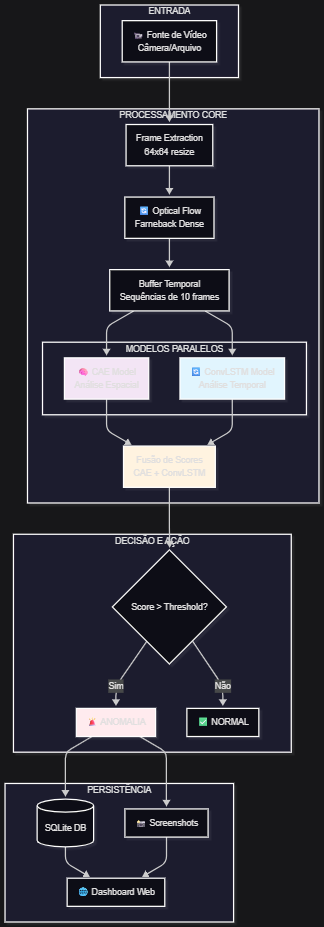 ENTRADA
Fonte de Vídeo
Câmera/Arquivo
PROCESSAMENTO CORE
Frame Extraction
64x64 resize
Optical Flow
Farneback Dense
Buffer Temporal
Sequências de 10 frames
MODELOS PARALELOS
CAE Model
Análise Espacial
ConvLSTM Model
Análise Temporal
Fusão de Scores
CAE + ConvLSTM
DECISÃO E AÇÃO
Score > Threshold?
Sim
Não
ANOMALIA
NORMAL
PERSISTÊNCIA
SQLite DB
Screenshots
Dashboard Web